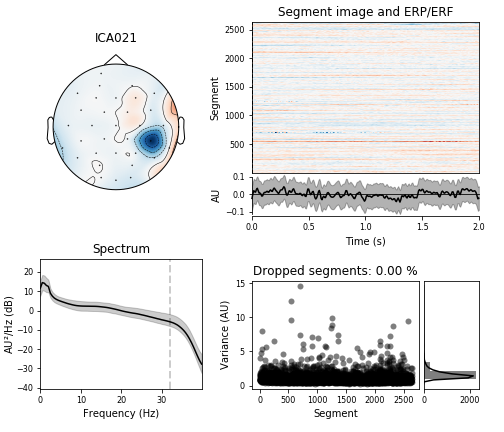 ICA021
Segment image and ERP/ERF
2500
2000
1500
1000
500
Segment
0.1
0.0
−0.1
AU
0.0 0.5 1.0 1.5 2.0
Time (s)
Spectrum
20
10
0
−10
−20
−30
−40
AU²/Hz (dB)
0 10 20 30
Frequency (Hz)
Dropped segments: 0.00 %
15
10
5
0
Variance (AU)
0 500 1000 1500 2000 2500
Segment
0 2000